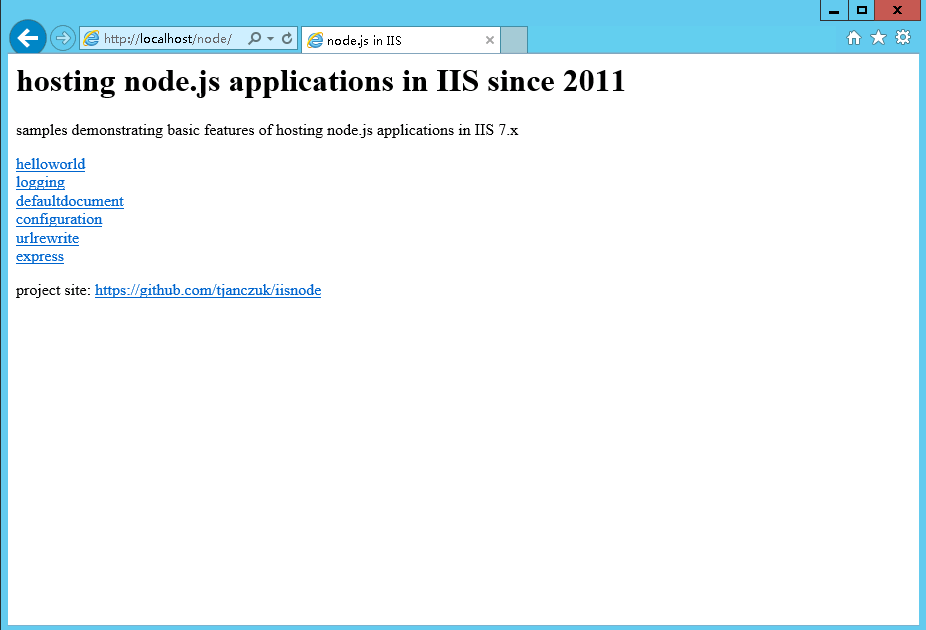 http://localhost/node/
node.js in IIS
hosting node.js applications in IIS since 2011
samples demonstrating basic features of hosting node.js applications in IIS 7.x
helloworld
logging
defaultdocument
configuration
urlrewrite
express
project site: https://github.com/tjanczuk/iisnode